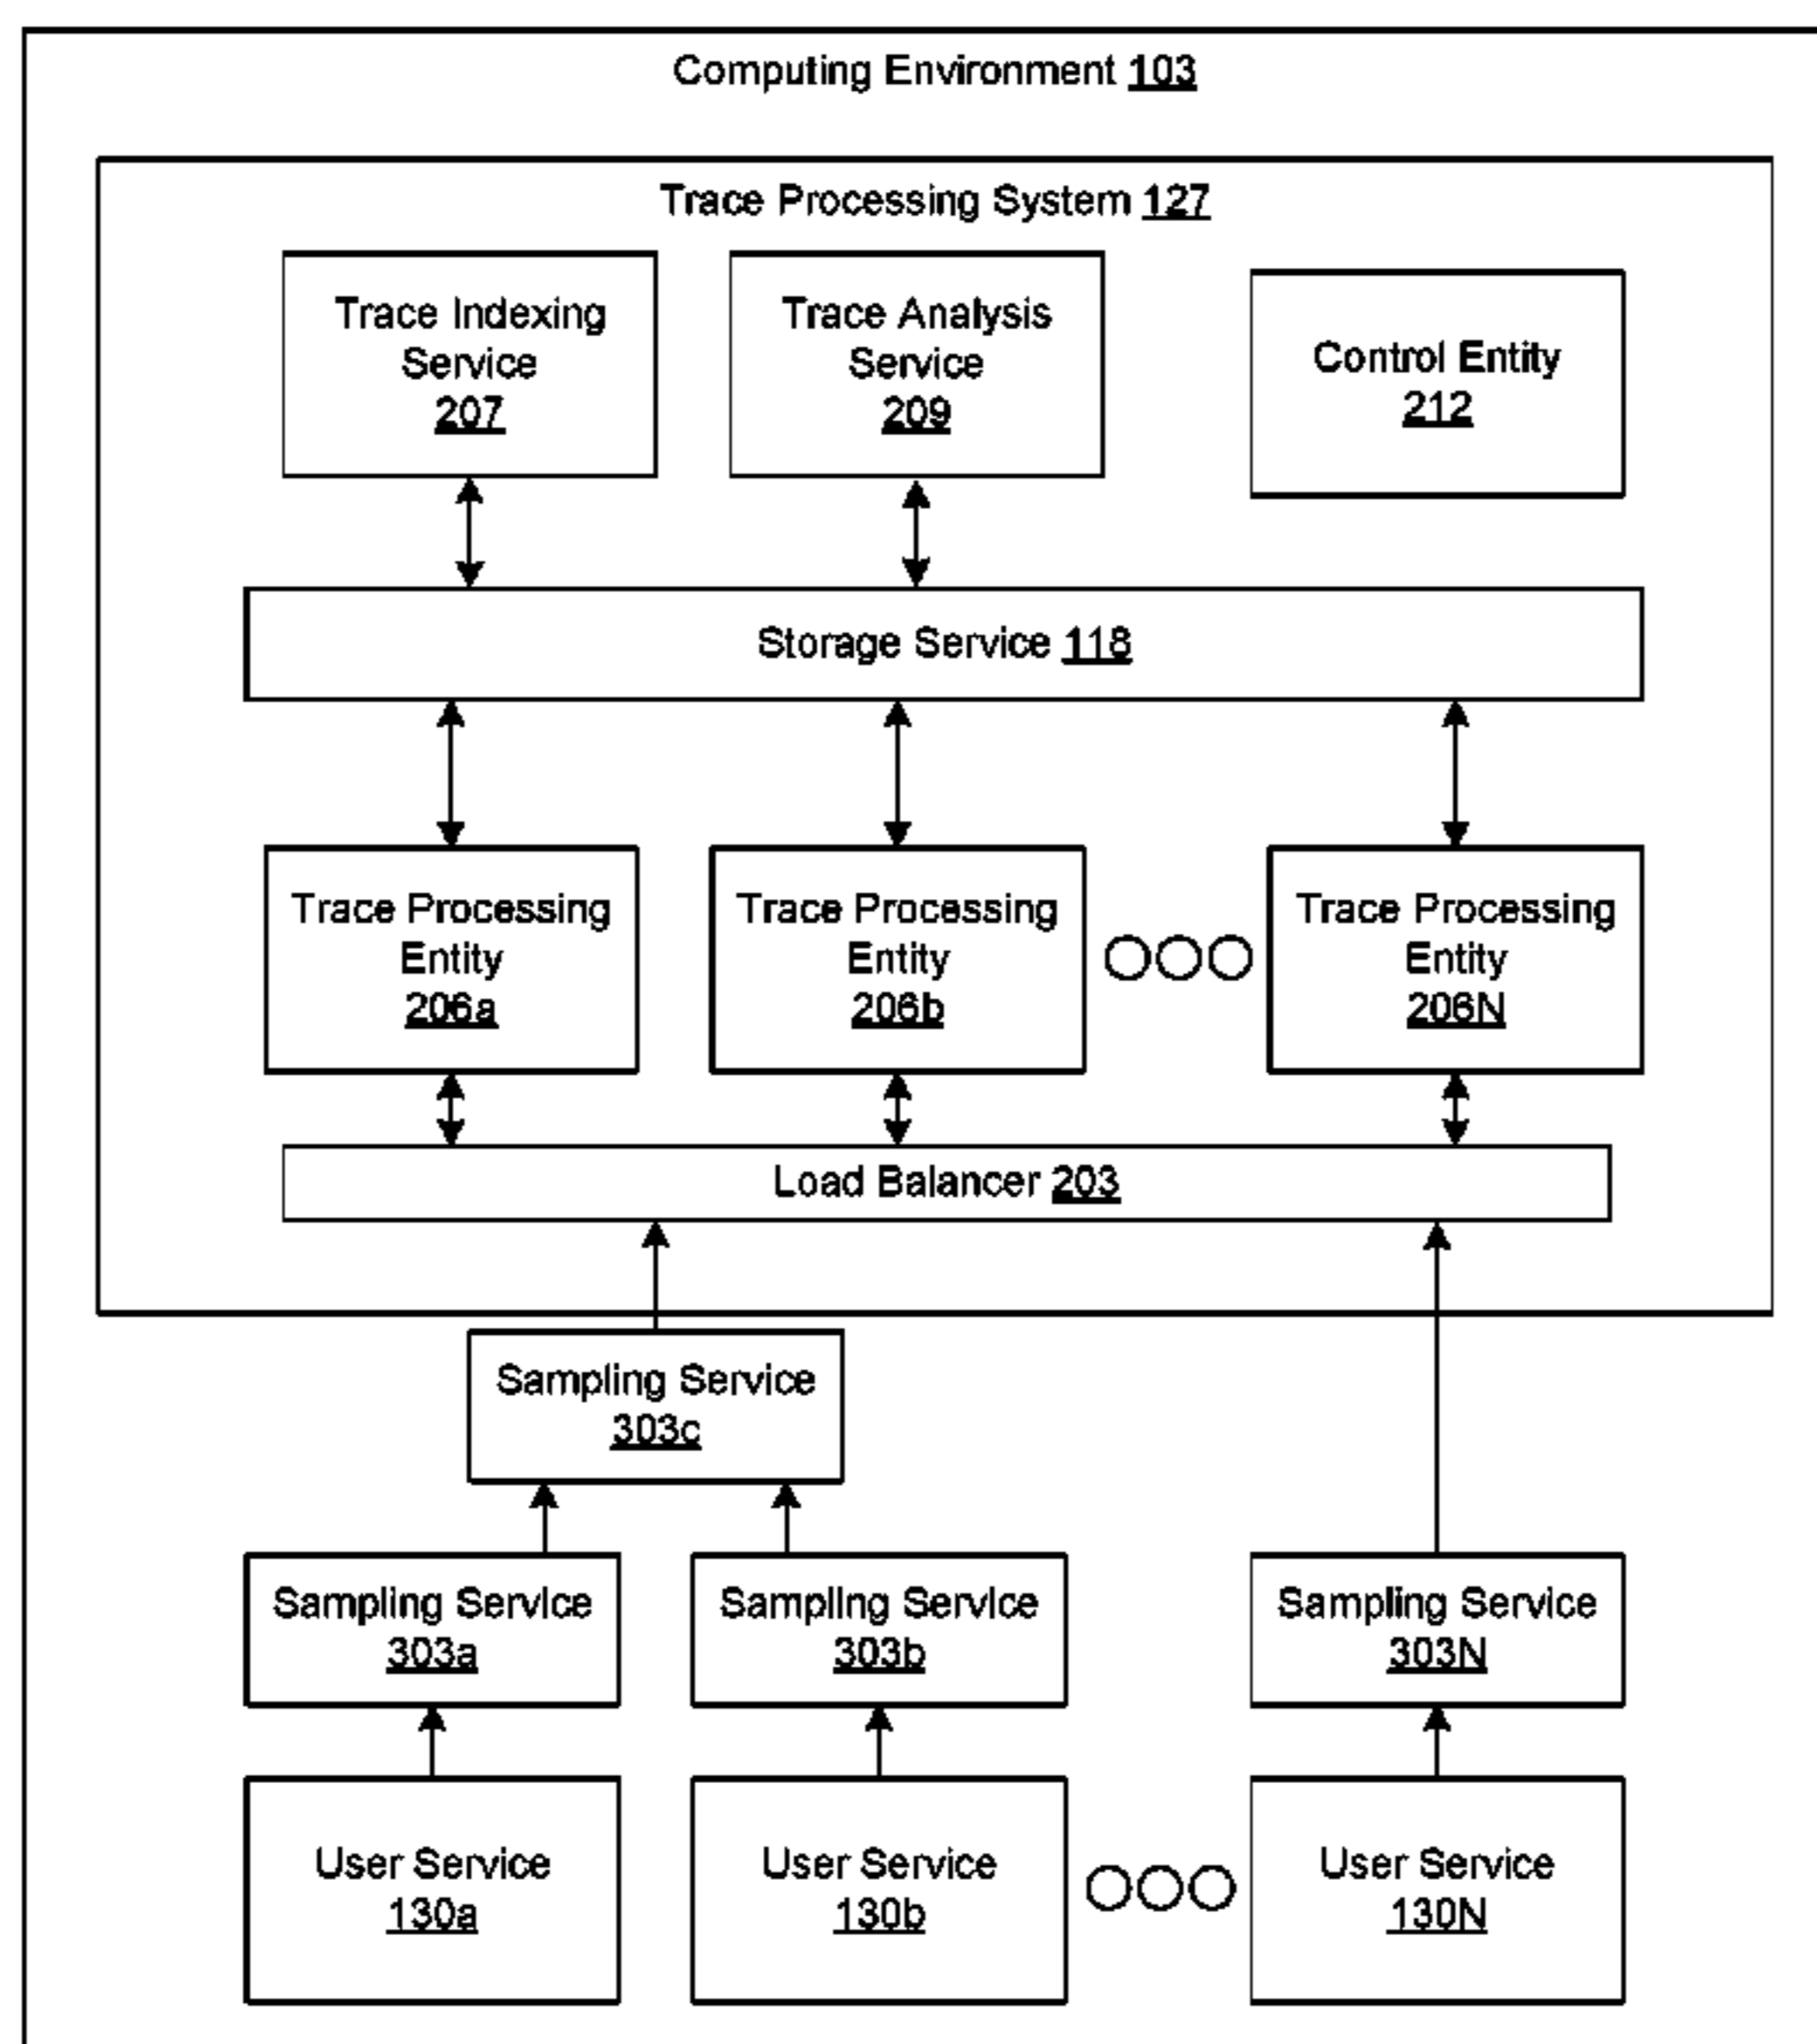 Computing Environment 103
Trace Processing System 127
Trace Indexing
Service
207
Trace Analysis
Service
209
Control Entity
212
Storage Service 118
Trace Processing
Entity
206a
Trace Processing
Entity
206b
Trace Processing
Entity
206N
Load Balancer 203
Sampling Service
303c
Sampling Service
303a
Sampling Service
303b
Sampling Service
303N
User Service
130a
User Service
130b
User Service
130N